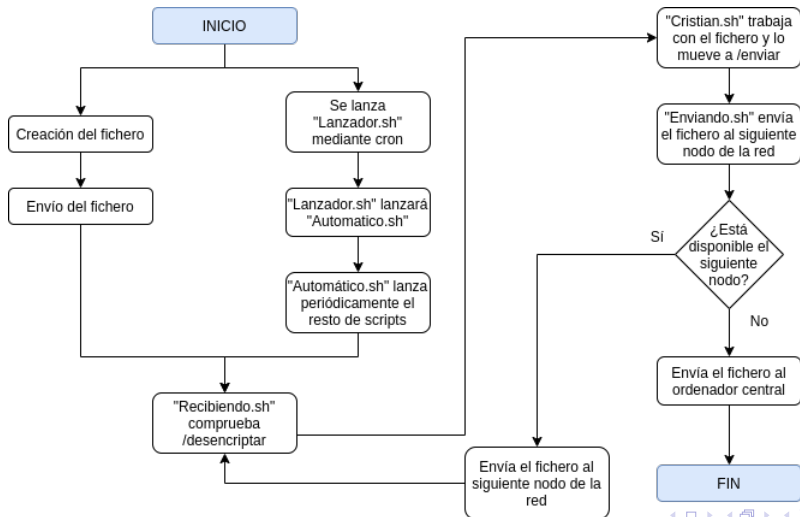 INICIO
Creación del fichero
Envío del fichero
Se lanza
"Lanzador.sh"
mediante cron
"Lanzador.sh" lanzará
"Automatico.sh"
"Automático.sh" lanza
periódicamente el
resto de scripts
"Recibiendo.sh"
comprueba
/desencriptar
"Cristian.sh" trabaja
con el fichero y lo
mueve a /enviar
"Enviando.sh" envía
el fichero al siguiente
nodo de la red
¿Está
disponible el
siguiente
nodo?
Sí
No
Envía el fichero al
siguiente nodo de la
red
Envía el fichero al
ordenador central
FIN